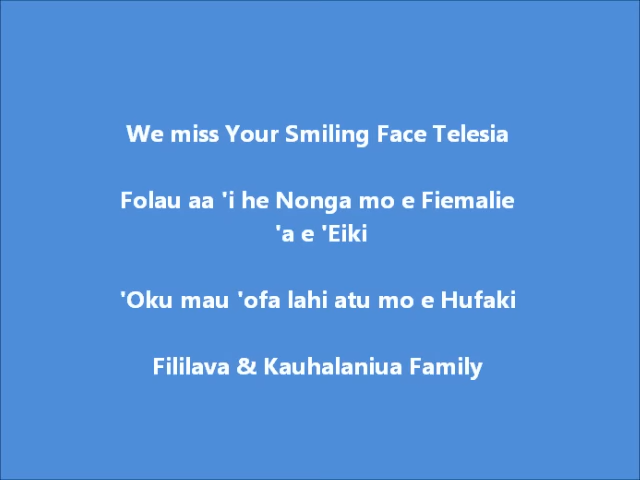 We miss Your Smiling Face Telesia
Folau aa 'i he Nonga mo e Fiemalie
'a e 'Eiki
'Oku mau 'ofa lahi atu mo e Hufaki
Fililava & Kauhalaniua Family